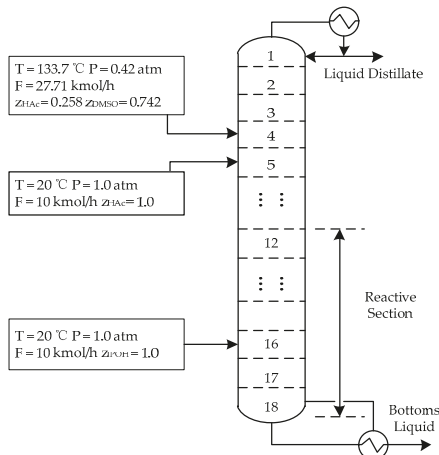 T = 133.7 ℃ P = 0.42 atm
F = 27.71 kmol/h
zHAc = 0.258 zDMSO = 0.742
T = 20 ℃ P = 1.0 atm
F = 10 kmol/h zHAc = 1.0
T = 20 ℃ P = 1.0 atm
F = 10 kmol/h zPOH = 1.0
1
2
3
4
5
12
16
17
18
Liquid Distillate
Reactive
Section
Bottoms
Liquid